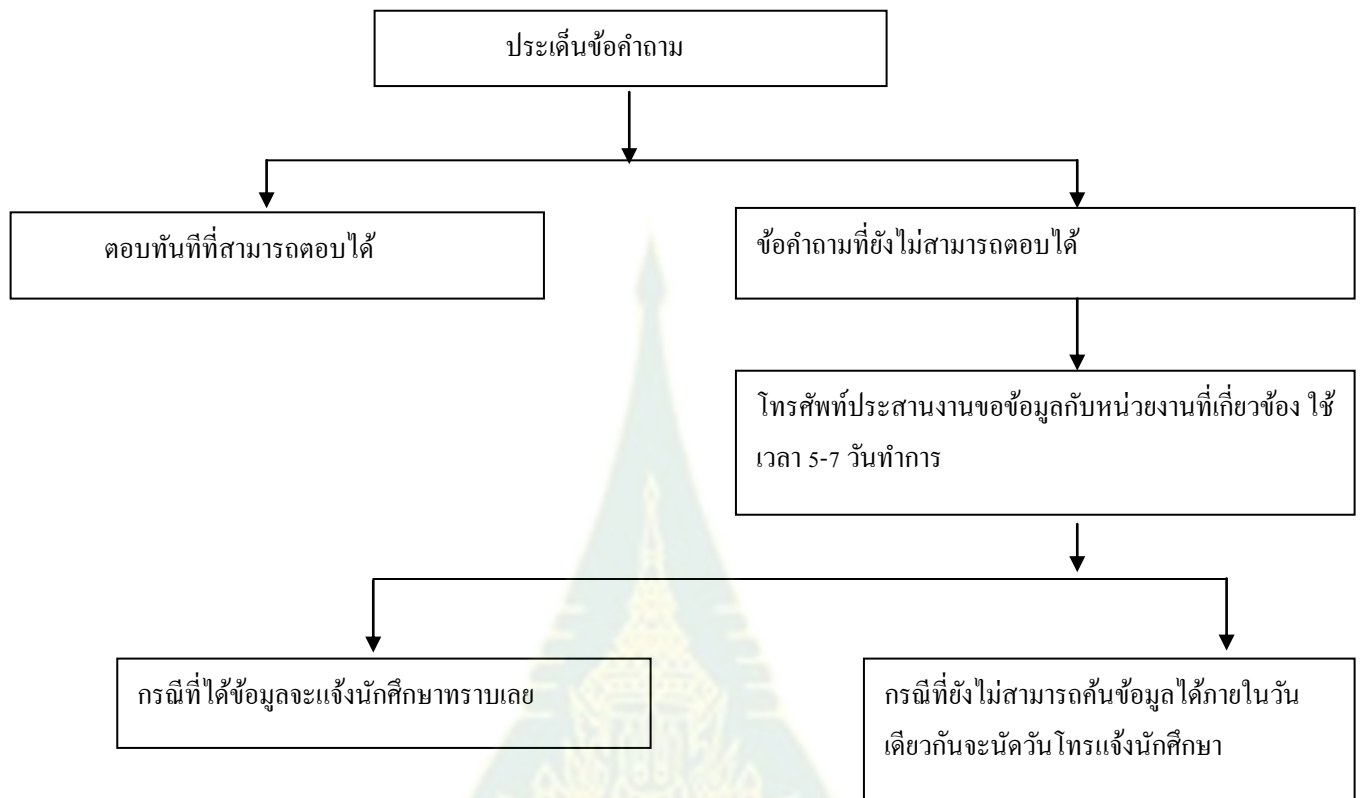 ประเด็นข้อคำถาม
ตอบทันทีที่สามารถตอบได้
ข้อคำถามที่ยังไม่สามารถตอบได้
โทรศัพท์ประสานงานขอข้อมูลกับหน่วยงานที่เกี่ยวข้อง ใช้
เวลา 5-7 วันทำการ
กรณีที่ได้ข้อมูลจะแจ้งนักศึกษาทราบเลย
กรณีที่ยังไม่สามารถค้นข้อมูลได้ภายในวัน
เดียวกันจะนัดวันโทรแจ้งนักศึกษา